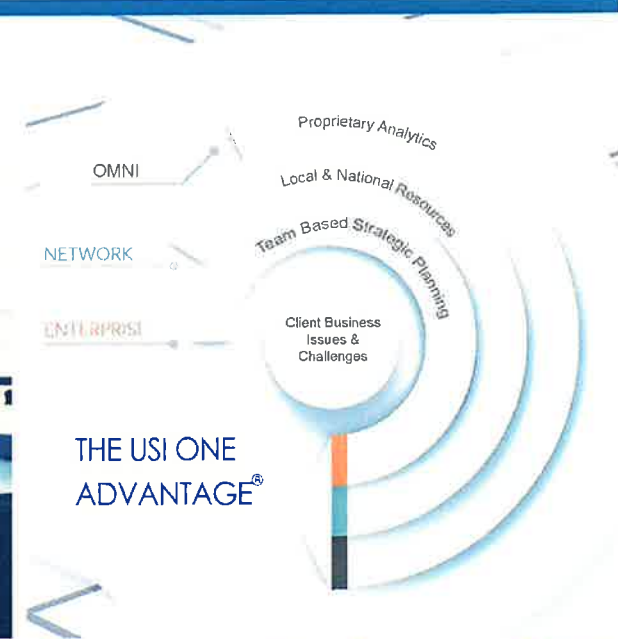 Proprietary Analytics
OMNI
Local & National Resources
Team Based Strategic Planning
NETWORK
ENTERPRISE
Client Business
Issues &
Challenges
THE USI ONE
ADVANTAGE®